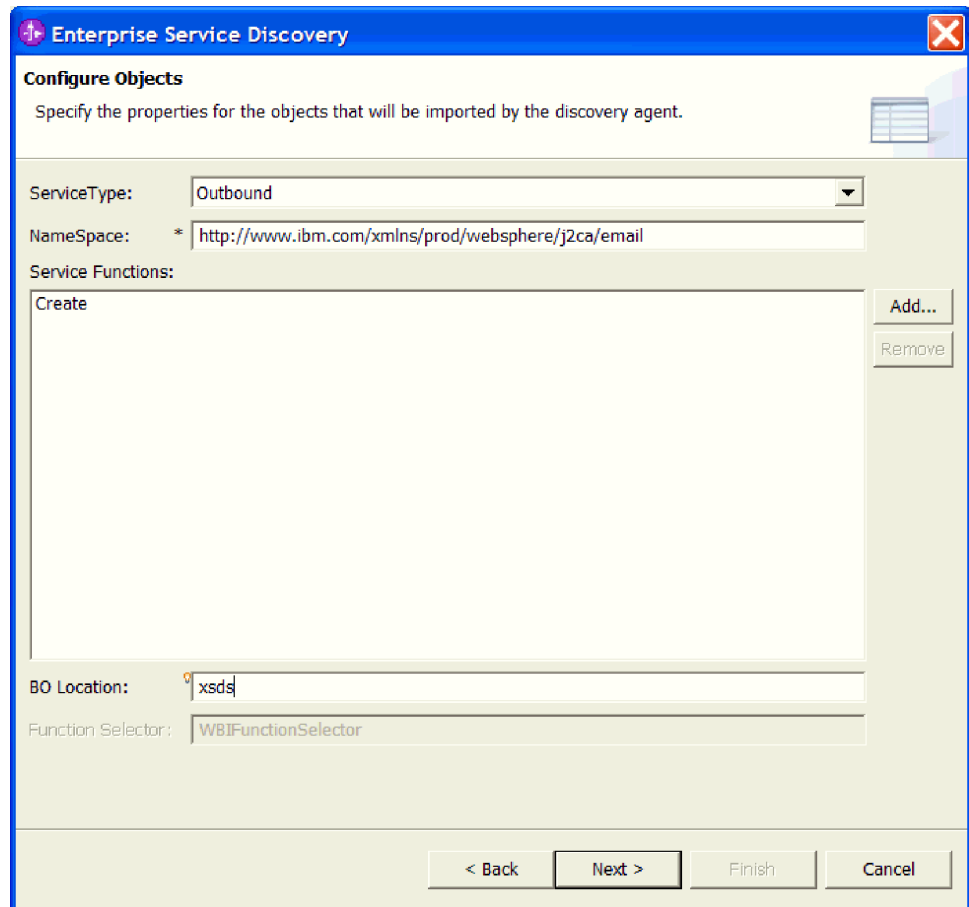 Enterprise Service Discovery
Configure Objects
Specify the properties for the objects that will be imported by the discovery agent.
ServiceType: Outbound
NameSpace: * http://www.ibm.com/xmlns/prod/websphere/j2ca/email
Service Functions:
Create
Add...
Remove
BO Location: xsds
Function Selector: WBIFunctionSelector
< Back Next > Finish Cancel